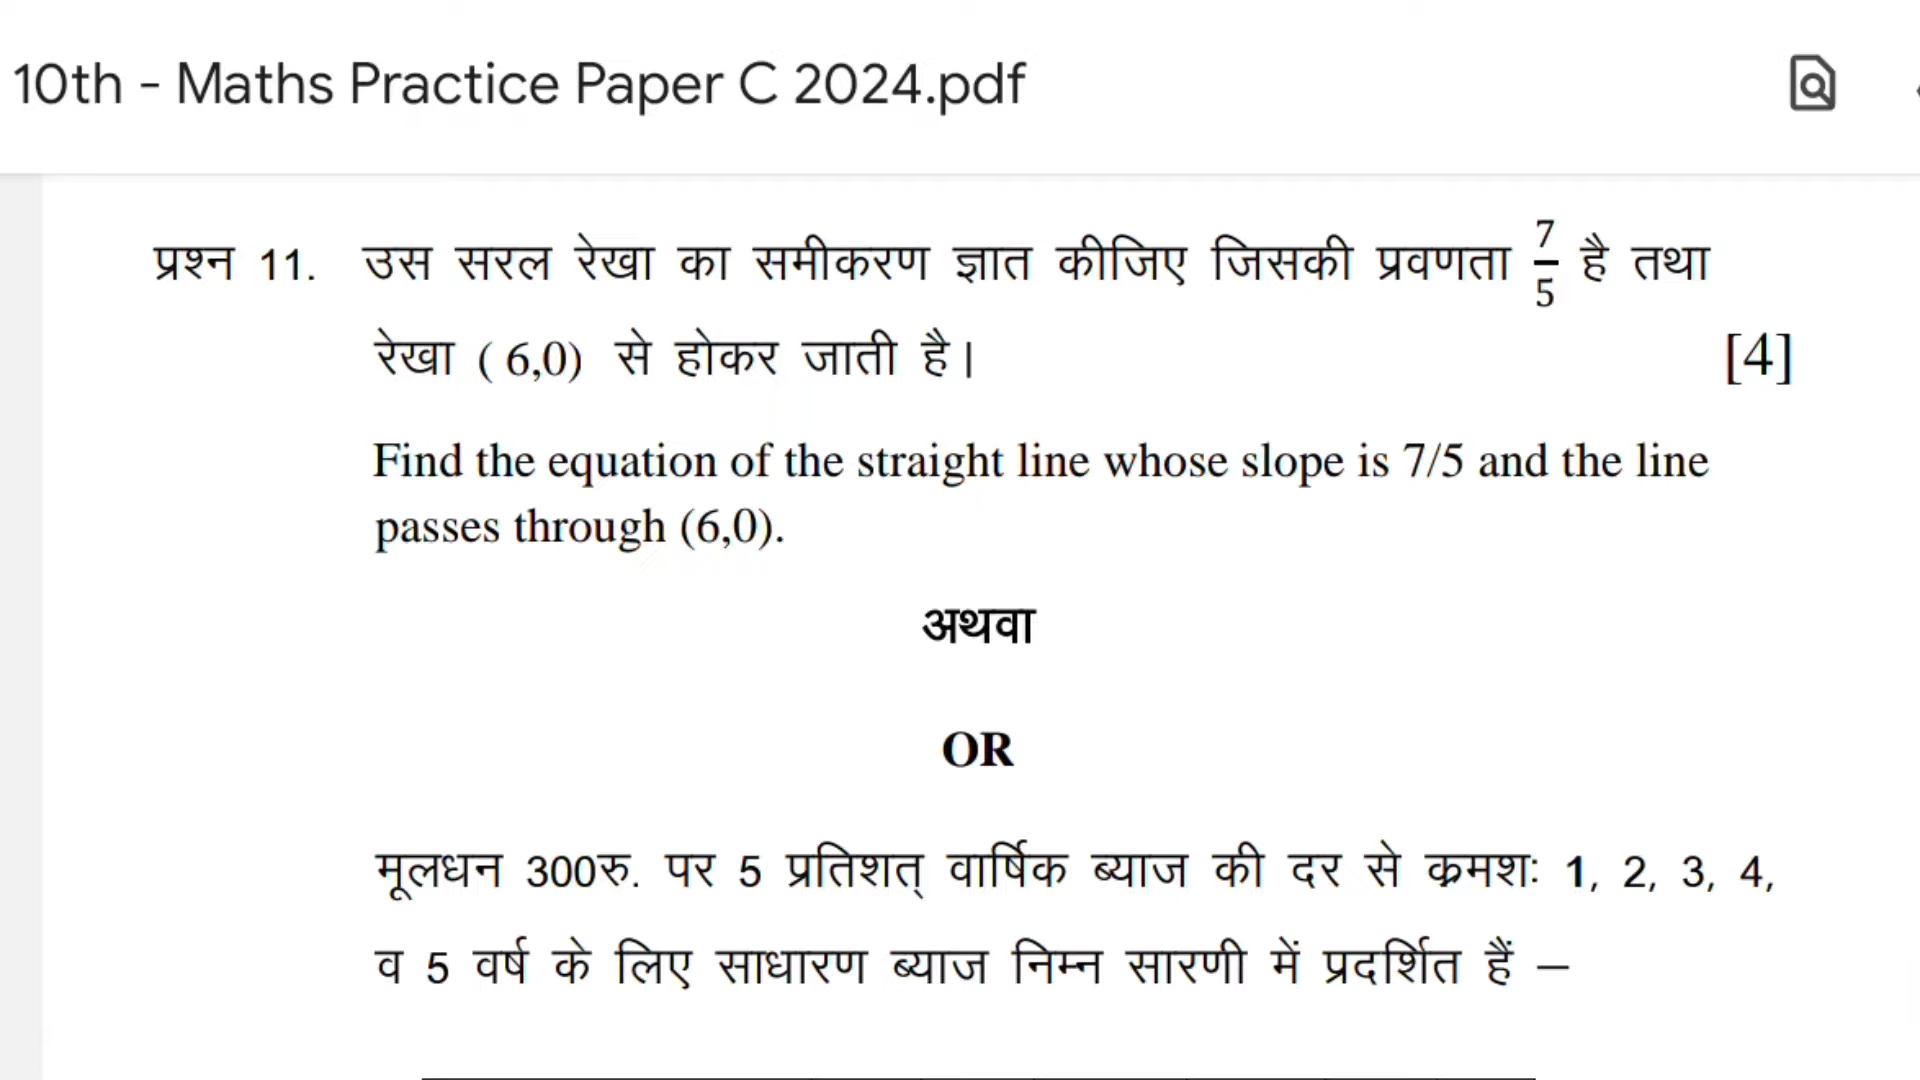 10th - Maths Practice Paper C 2024.pdf
प्रश्न 11. उस सरल रेखा का समीकरण ज्ञात कीजिए जिसकी प्रवणता 7/5 है तथा
रेखा ( 6,0) से होकर जाती है। [4]
Find the equation of the straight line whose slope is 7/5 and the line
passes through (6,0).
अथवा
OR
मूलधन 300रु. पर 5 प्रतिशत् वार्षिक ब्याज की दर से क्रमशः 1, 2, 3, 4,
व 5 वर्ष के लिए साधारण ब्याज निम्न सारणी में प्रदर्शित हैं –